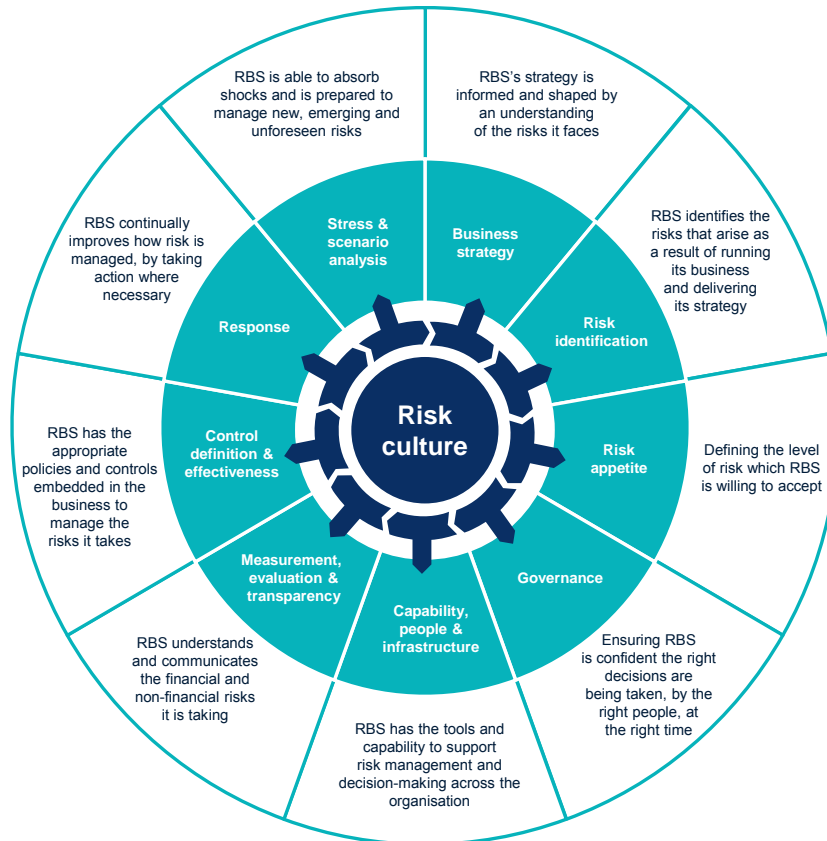 Risk
culture
Business
strategy
RBS's strategy is
informed and shaped by
an understanding
of the risks it faces
Risk
identification
RBS identifies the
risks that arise as
a result of running
its business
and delivering
its strategy
Risk
appetite
Defining the level
of risk which RBS
is willing to accept
Governance
Ensuring RBS
is confident the right
decisions are
being taken, by the
right people, at
the right time
Capability,
people &
infrastructure
RBS has the tools and
capability to support
risk management and
decision-making across the
organisation
Measurement,
evaluation &
transparency
RBS understands
and communicates
the financial and
non-financial risks
it is taking
Control
definition &
effectiveness
RBS has the
appropriate
policies and controls
embedded in the
business to
manage the
risks it takes
Response
RBS continually
improves how risk is
managed, by taking
action where
necessary
Stress &
scenario
analysis
RBS is able to absorb
shocks and is prepared to
manage new, emerging and
unforeseen risks